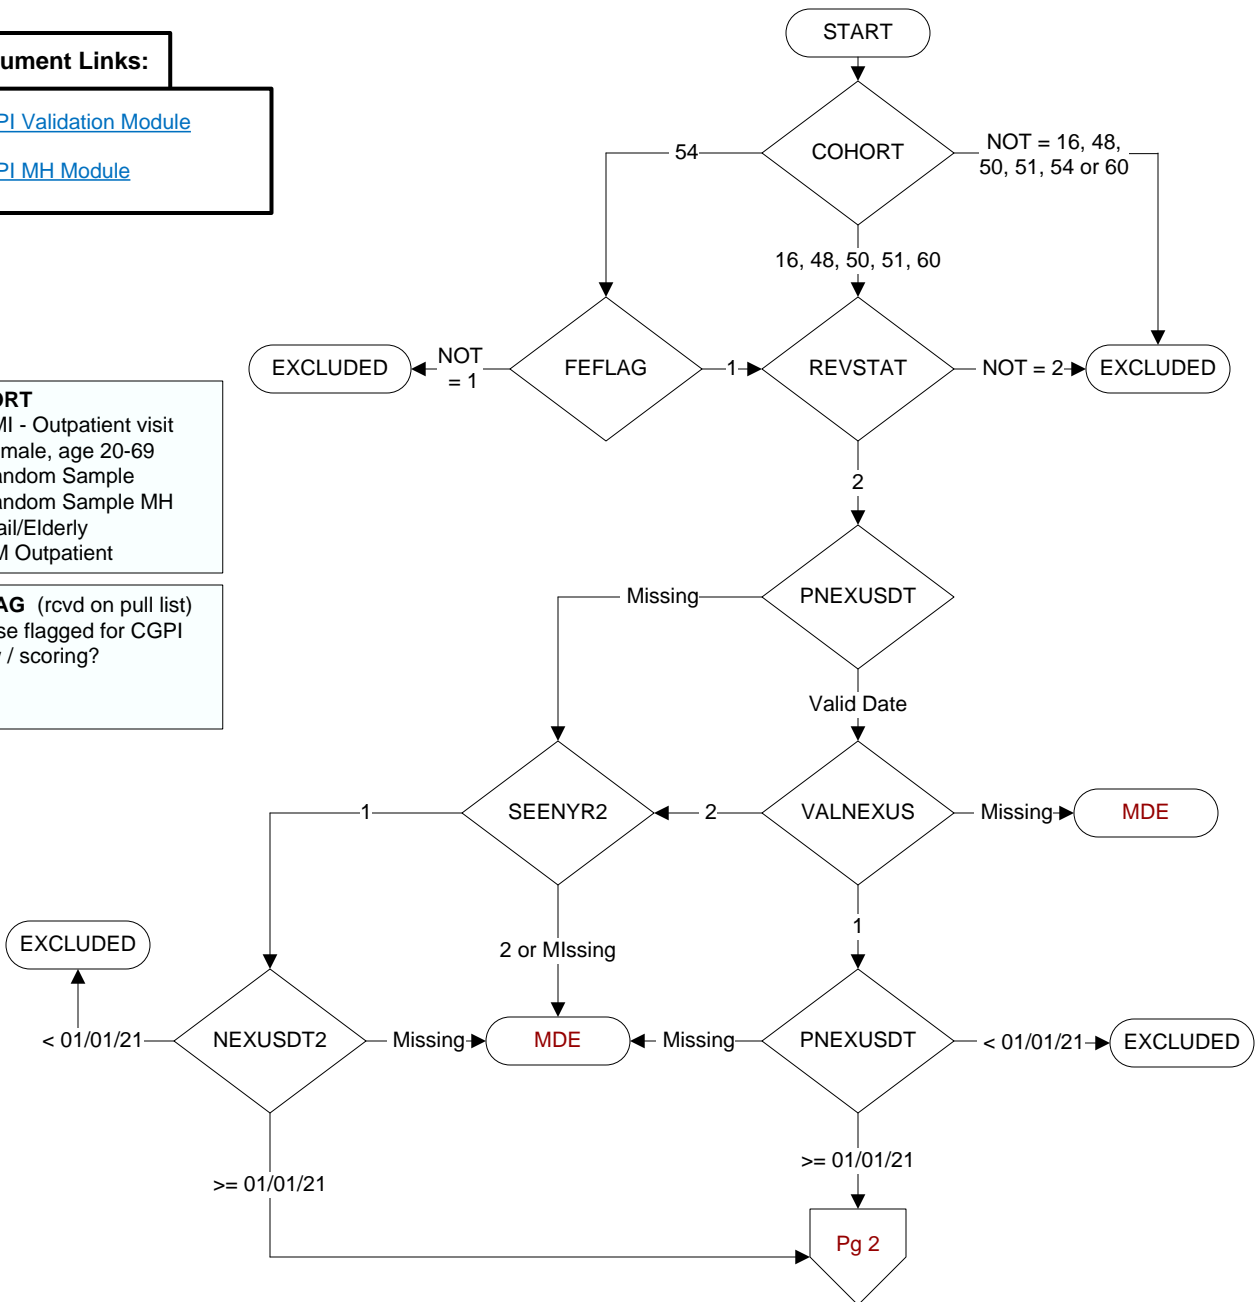 START
ument Links:
PI Validation Module
PI MH Module
COHORT
54
NOT = 16, 48,
50, 51, 54 or 60
16, 48, 50, 51, 60
EXCLUDED
NOT
= 1
FEFLAG
1
REVSTAT
NOT = 2
EXCLUDED
ORT
MI - Outpatient visit
male, age 20-69
andom Sample
andom Sample MH
ail/Elderly
M Outpatient
2
PNEXUSDT
Missing
AG (rcvd on pull list)
se flagged for CGPI
/ scoring?
Valid Date
SEENYR2
1
2
VALNEXUS
Missing
MDE
1
2 or MIssing
EXCLUDED
< 01/01/21
NEXUSDT2
Missing
MDE
Missing
PNEXUSDT
< 01/01/21
EXCLUDED
>= 01/01/21
>= 01/01/21
Pg 2